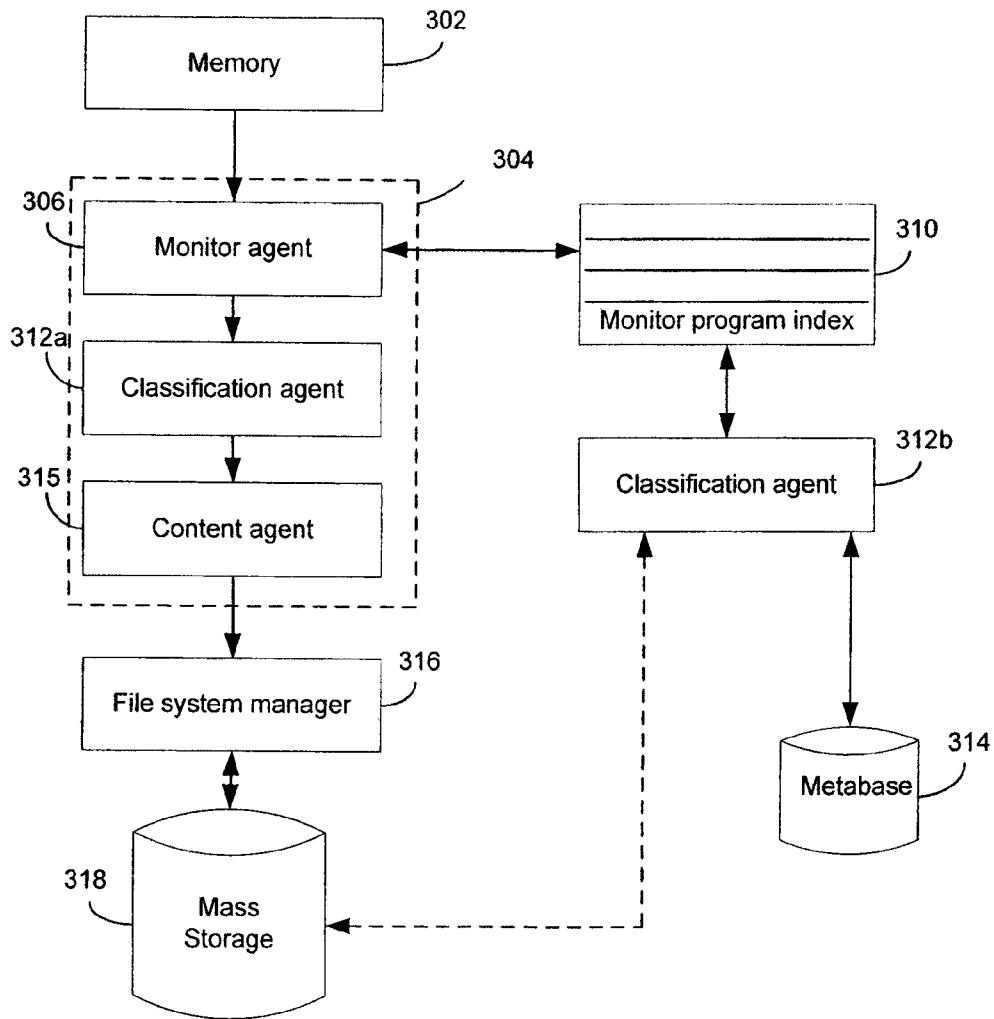 302
Memory
304
306
Monitor agent
310
Monitor program index
312a
Classification agent
312b
Classification agent
315
Content agent
316
File system manager
314
Metabase
318
Mass
Storage